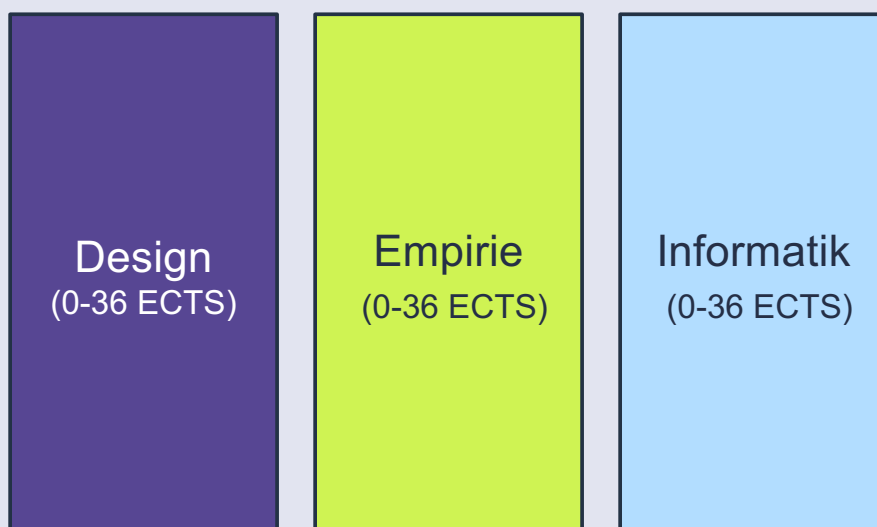 Design
(0-36 ECTS)
Empirie
(0-36 ECTS)
Informatik
(0-36 ECTS)